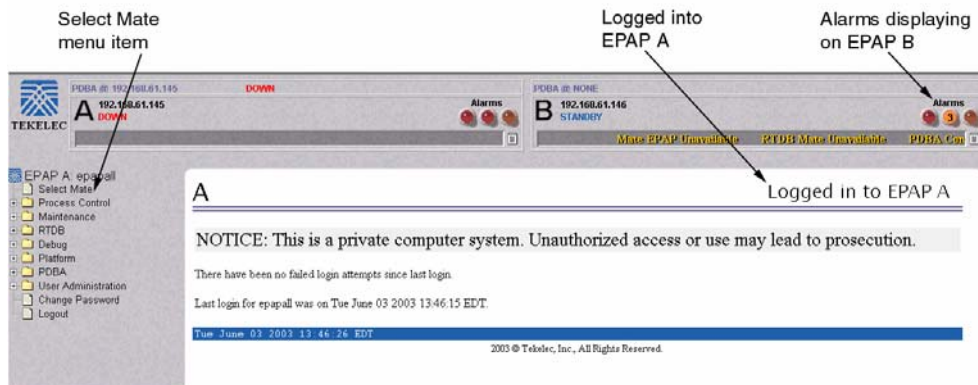 Select Mate
menu item
Logged into
EPAP A
Alarms displaying
on EPAP B
TEKELEC
PDBA @ 192.168.61.145 DOWN
A 192.168.61.145
DOWN
Alarms
PDBA @ NONE
B 192.168.61.146
STANDBY
Alarms
3
Mate EPAP Unavailable RTDB Mate Unavailable PDBA Con
EPAP A: epapall
Select Mate
Process Control
Maintenance
RTDB
Debug
Platform
PDBA
User Administration
Change Password
Logout
A
Logged in to EPAP A
NOTICE: This is a private computer system. Unauthorized access or use may lead to prosecution.
There have been no failed login attempts since last login.
Last login for epapall was on Tue June 03 2003 13:46:15 EDT.
Tue June 03 2003 13:46:26 EDT
2003 © Tekelec, Inc., All Rights Reserved.